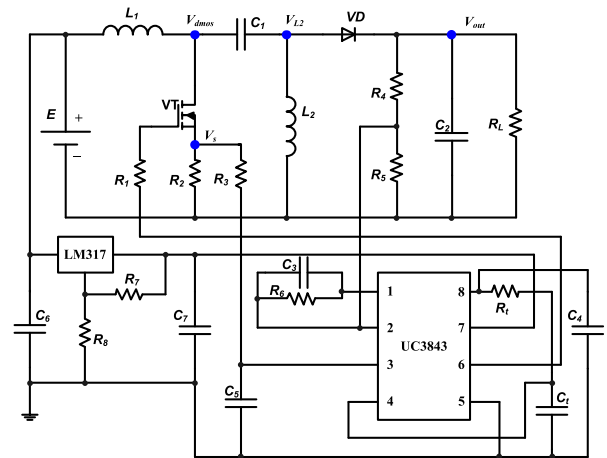 L1
Vdmos
C1
VL2
VD
Vout
VT
E
+
−
Vs
L2
R4
R1
R2
R3
R5
C2
RL
LM317
R7
C3
R6
C6
R8
C7
1
8
Rt
C4
2
7
UC3843
3
6
C5
4
5
Ct